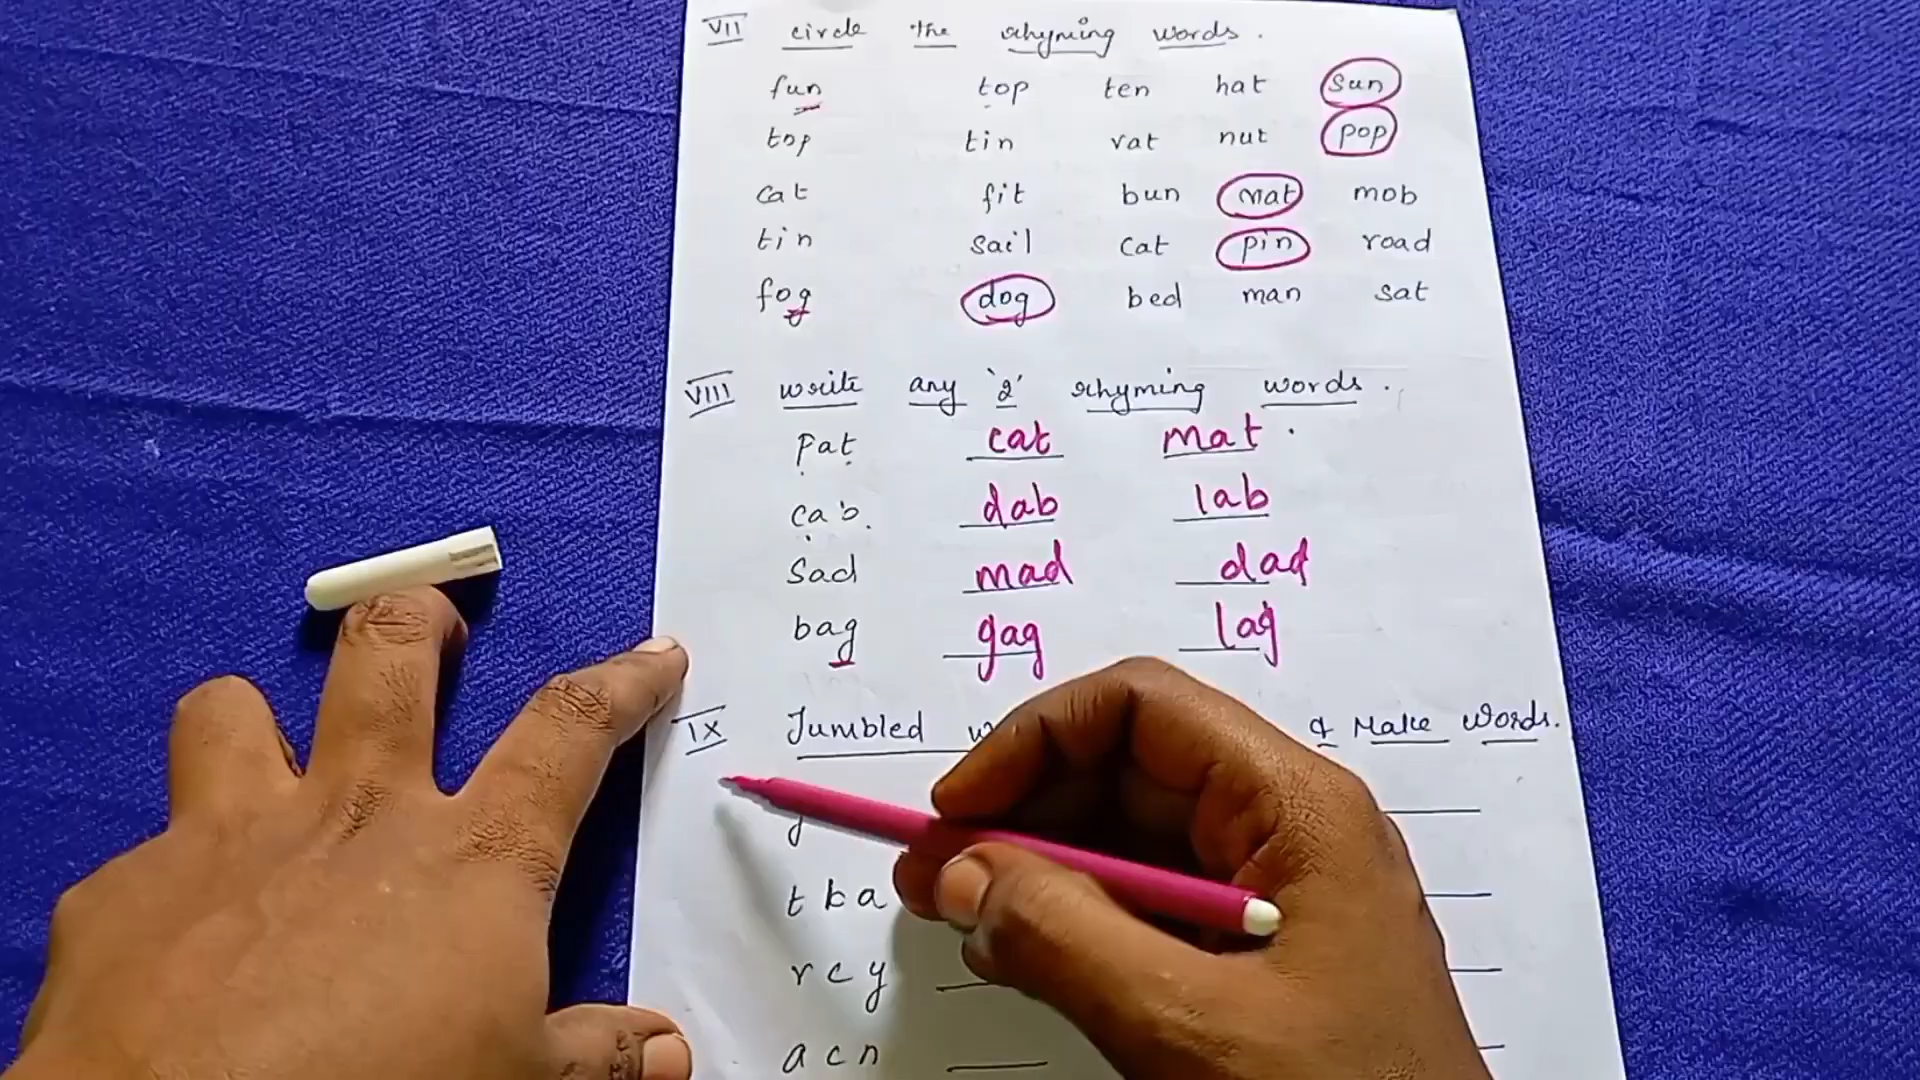 VII circle the rhyming words.
fun top ten hat sun
top tin rat nut pop
cat fit bun mat mob
tin sail cat pin road
fog dog bed man sat
VIII write any '2' rhyming words.
pat cat mat.
cab. dab lab
Sad mad dad
bag gag lag
IX Jumbled & Make words.
t b a
r c y
a c n